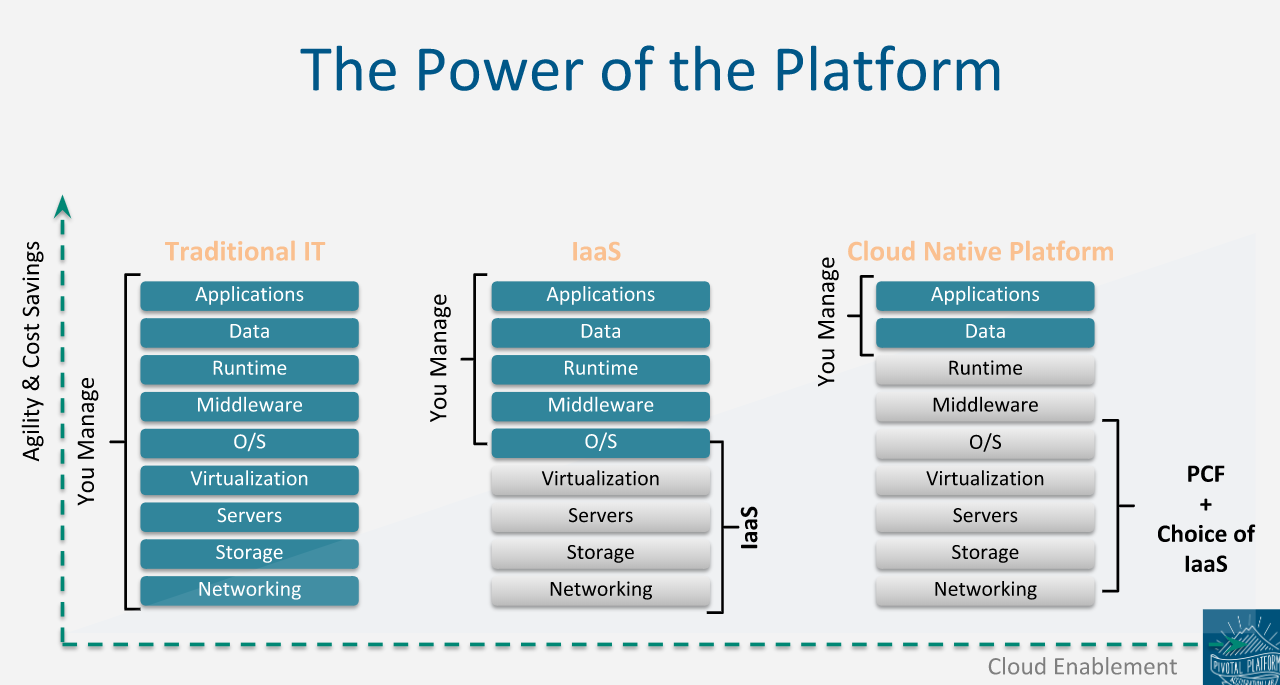 The Power of the Platform
Agility & Cost Savings
You Manage
Traditional IT
Applications
Data
Runtime
Middleware
O/S
Virtualization
Servers
Storage
Networking
You Manage
IaaS
Applications
Data
Runtime
Middleware
O/S
Virtualization
Servers
Storage
Networking
IaaS
You Manage
Cloud Native Platform
Applications
Data
Runtime
Middleware
O/S
Virtualization
Servers
Storage
Networking
PCF
+
Choice of
IaaS
Cloud Enablement
PIVOTAL PLATFORM